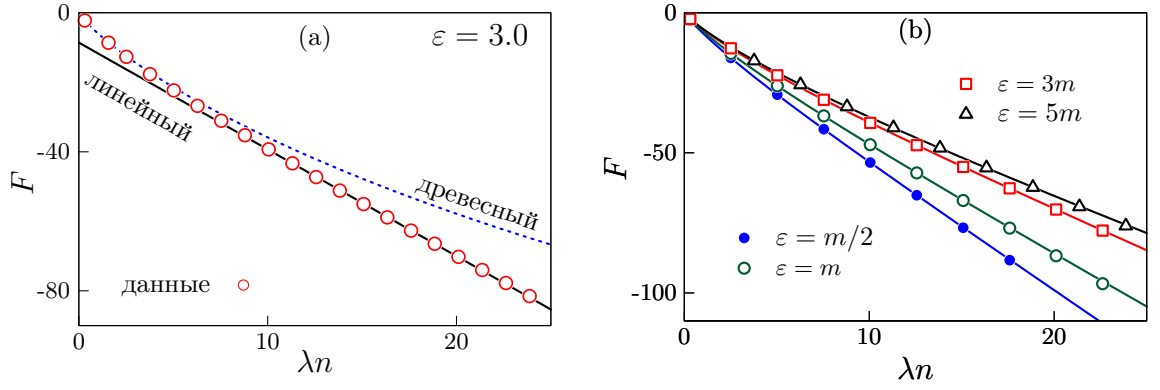 0
(a)
ε = 3.0
линейный
-40
F
древесный
данные
-80
0
10
20
λn
0
(b)
ε = 3m
ε = 5m
-50
F
ε = m/2
ε = m
-100
0
10
20
λn